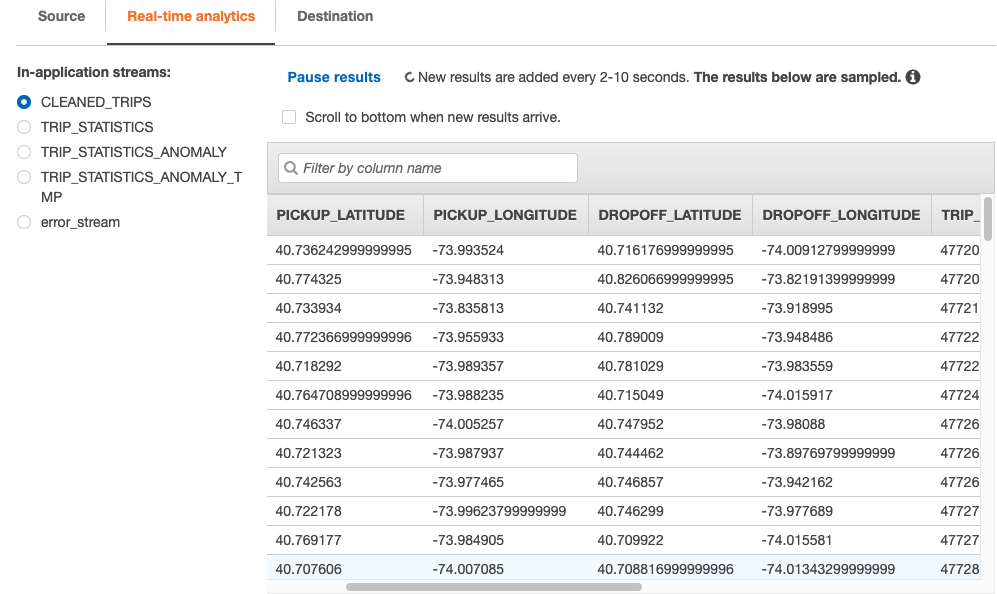 Source Real-time analytics Destination
In-application streams:
CLEANED_TRIPS
TRIP_STATISTICS
TRIP_STATISTICS_ANOMALY
TRIP_STATISTICS_ANOMALY_T
MP
error_stream
Pause results New results are added every 2-10 seconds. The results below are sampled.
Scroll to bottom when new results arrive.
Filter by column name
PICKUP_LATITUDE PICKUP_LONGITUDE DROPOFF_LATITUDE DROPOFF_LONGITUDE TRIP_
40.736242999999995 -73.993524 40.716176999999995 -74.00912799999999 47720
40.774325 -73.948313 40.826066999999995 -73.82191399999999 47720
40.733934 -73.835813 40.741132 -73.918995 47721
40.772366999999996 -73.955933 40.789009 -73.948486 47722
40.718292 -73.989357 40.781029 -73.983559 47722
40.764708999999996 -73.988235 40.715049 -74.015917 47724
40.746337 -74.005257 40.747952 -73.98088 47726
40.721323 -73.987937 40.744462 -73.89769799999999 47726
40.742563 -73.977465 40.746857 -73.942162 47726
40.722178 -73.99623799999999 40.746299 -73.977689 47727
40.769177 -73.984905 40.709922 -74.015581 47727
40.707606 -74.007085 40.708816999999996 -74.01343299999999 47728